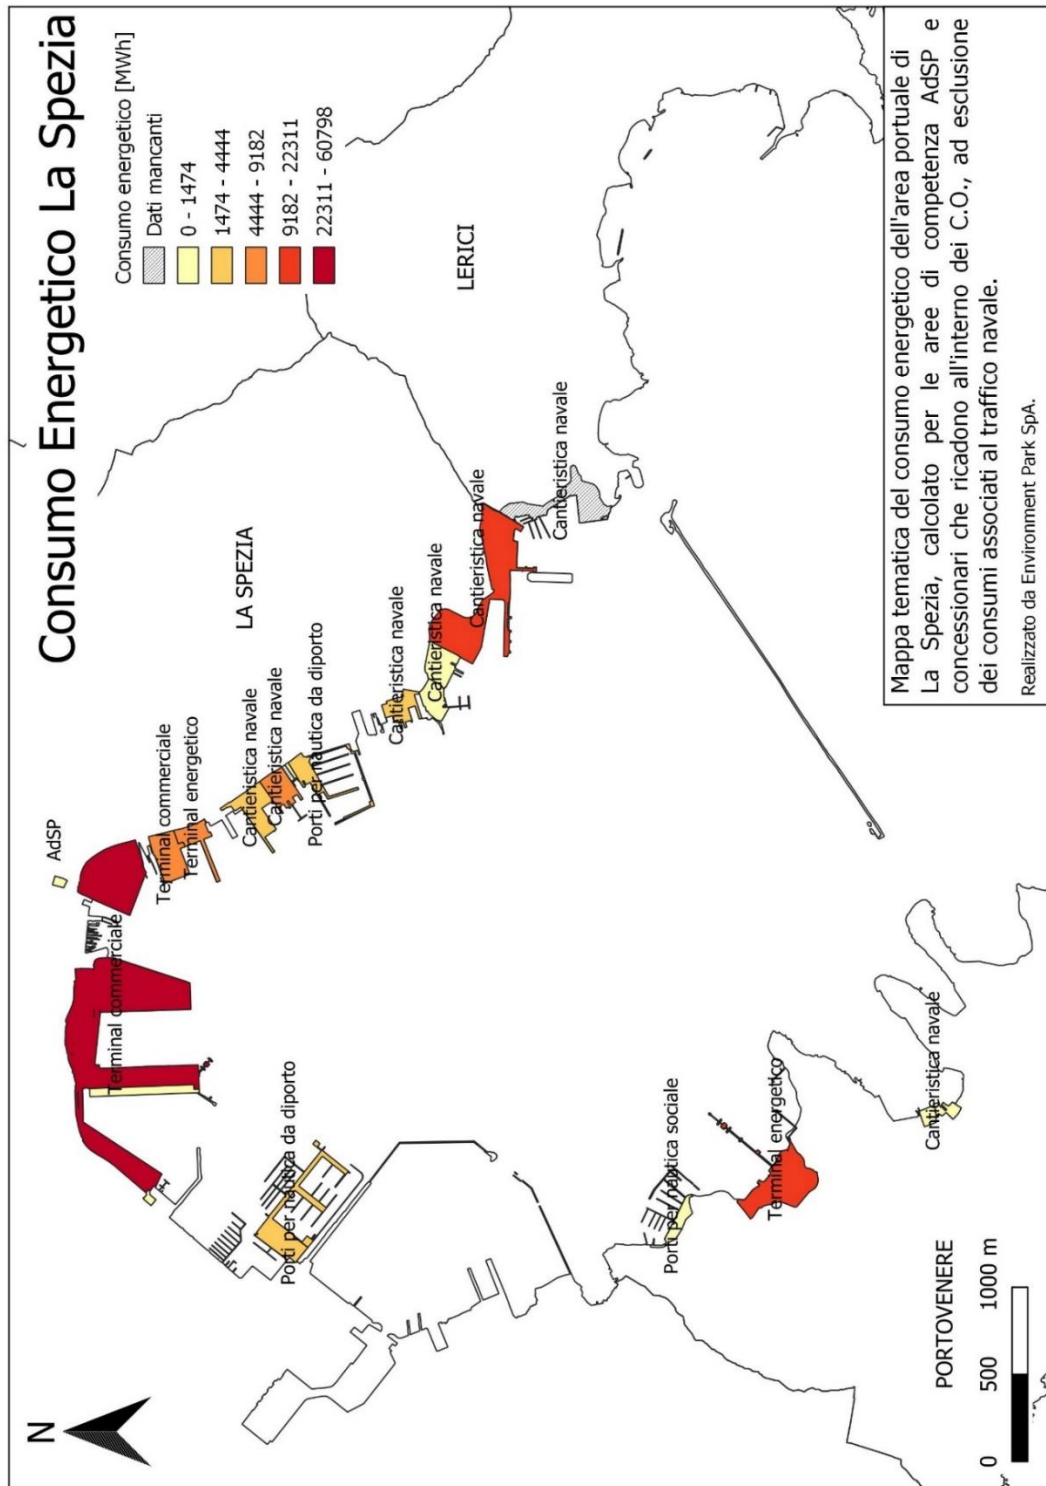 Consumo Energetico La Spezia
Consumo energetico [MWh]
Dati mancanti
0 - 1474
1474 - 4444
4444 - 9182
9182 - 22311
22311 - 60798
N
LA SPEZIA
LERICI
AdSP
Terminal commerciale
Terminal commerciale
Terminal energetico
Cantieristica navale
Cantieristica navale
Porti per nautica da diporto
Cantieristica navale
Cantieristica navale
Cantieristica navale
Cantieristica navale
Porti per nautica da diporto
Porti per nautica sociale
Terminal energetico
Cantieristica navale
PORTOVENERE
0 500 1000 m
Mappa tematica del consumo energetico dell'area portuale di
La Spezia, calcolato per le aree di competenza AdSP e
concessionari che ricadono all'interno dei C.O., ad esclusione
dei consumi associati al traffico navale.
Realizzato da Environment Park SpA.